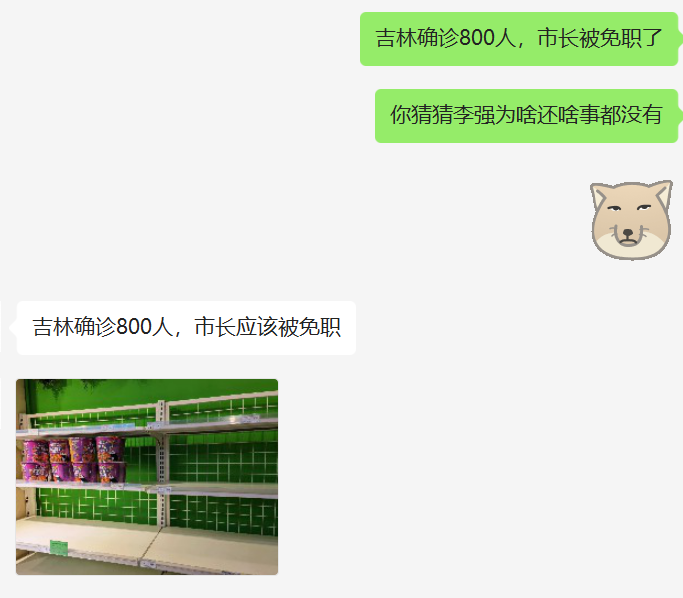 吉林确诊800人，市长被免职了
你猜猜李强为啥还啥事都没有
吉林确诊800人，市长应该被免职